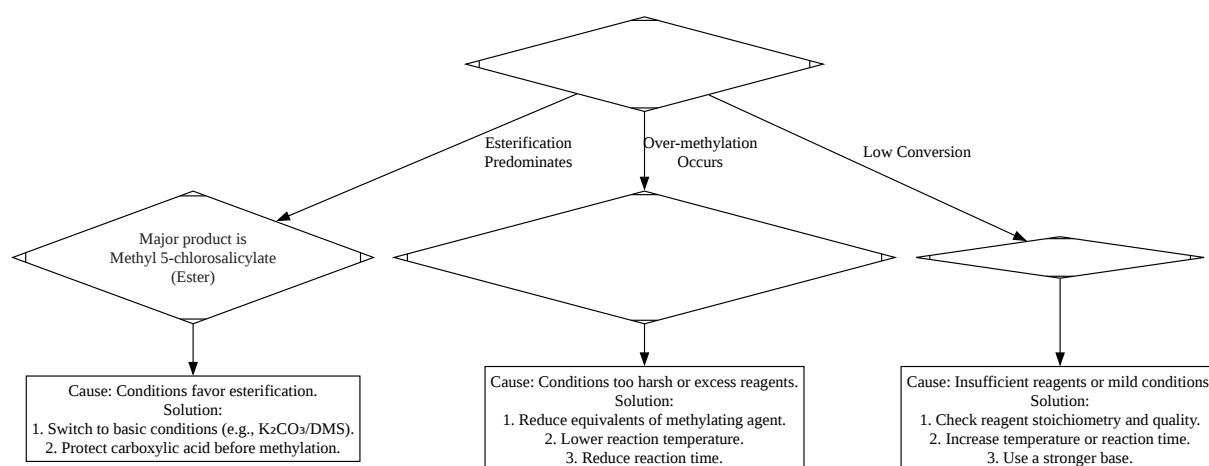 Esterification
Predominates
Over-methylation
Occurs
Low Conversion
Major product is
Methyl 5-chlorosalicylate
(Ester)
Cause: Conditions favor esterification.
Solution:
1. Switch to basic conditions (e.g., K₂CO₃/DMS).
2. Protect carboxylic acid before methylation.
Cause: Conditions too harsh or excess reagents.
Solution:
1. Reduce equivalents of methylating agent.
2. Lower reaction temperature.
3. Reduce reaction time.
Cause: Insufficient reagents or mild conditions
Solution:
1. Check reagent stoichiometry and quality.
2. Increase temperature or reaction time.
3. Use a stronger base.